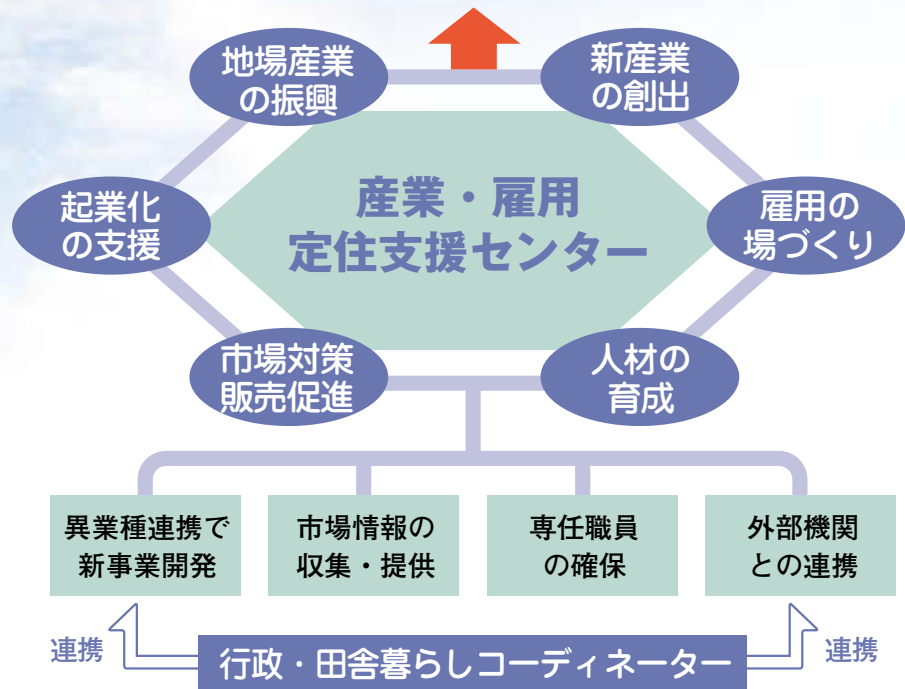 地場産業
の振興
新産業
の創出
起業化
の支援
産業・雇用
定住支援センター
雇用の
場づくり
市場対策
販売促進
人材の
育成
異業種連携で
新事業開発
市場情報の
収集・提供
専任職員
の確保
外部機関
との連携
連携
行政・田舎暮らしコーディネーター
連携